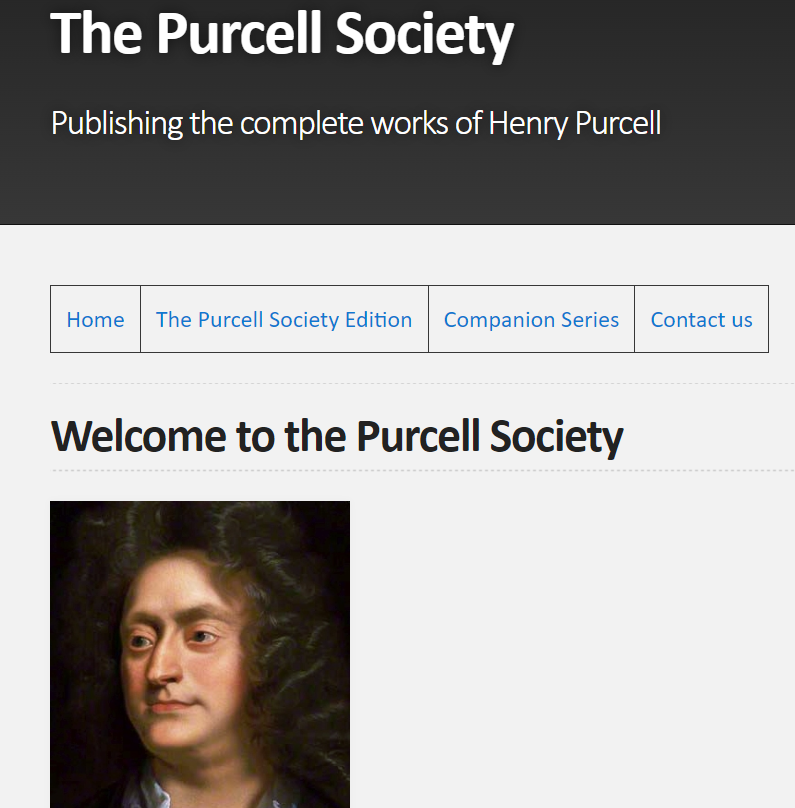 The Purcell Society
Publishing the complete works of Henry Purcell
Home The Purcell Society Edition Companion Series Contact us
Welcome to the Purcell Society